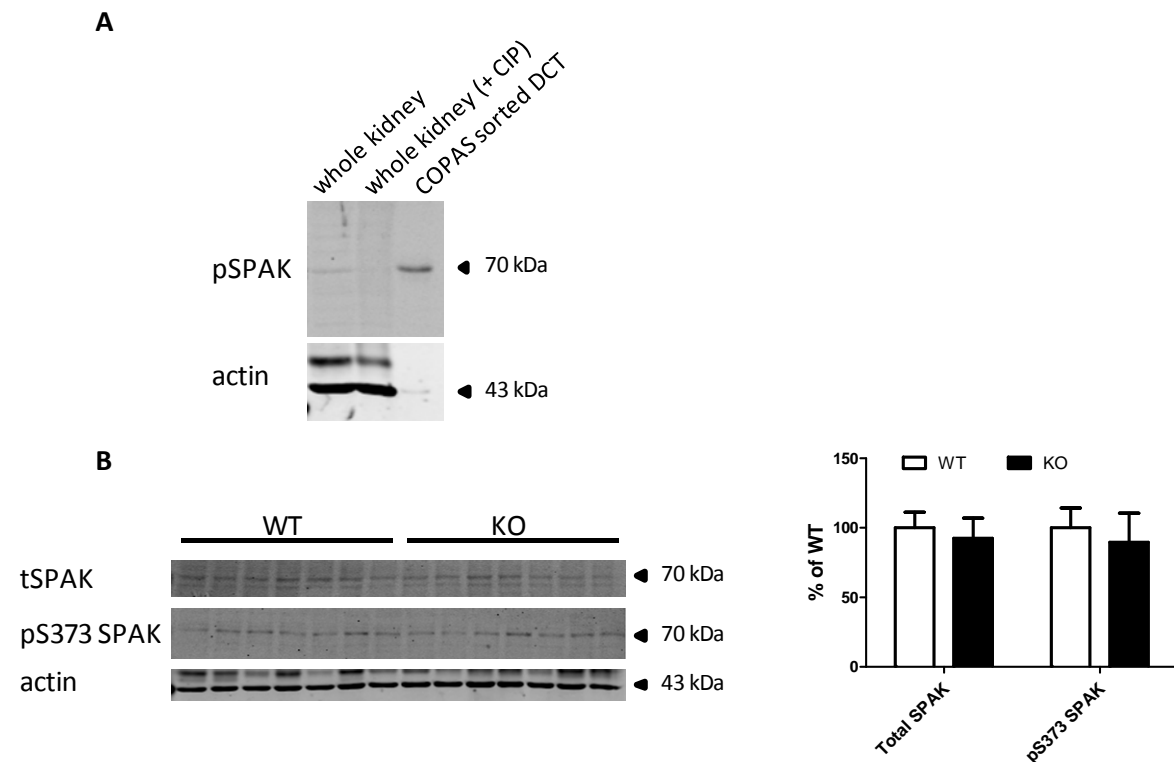 A
whole kidney
whole kidney (+ CIP)
COPAS sorted DCT
pSPAK
70 kDa
actin
43 kDa
B
WT
KO
tSPAK
70 kDa
pS373 SPAK
70 kDa
actin
43 kDa
WT
KO
% of WT
150
100
50
0
Total SPAK
pS373 SPAK